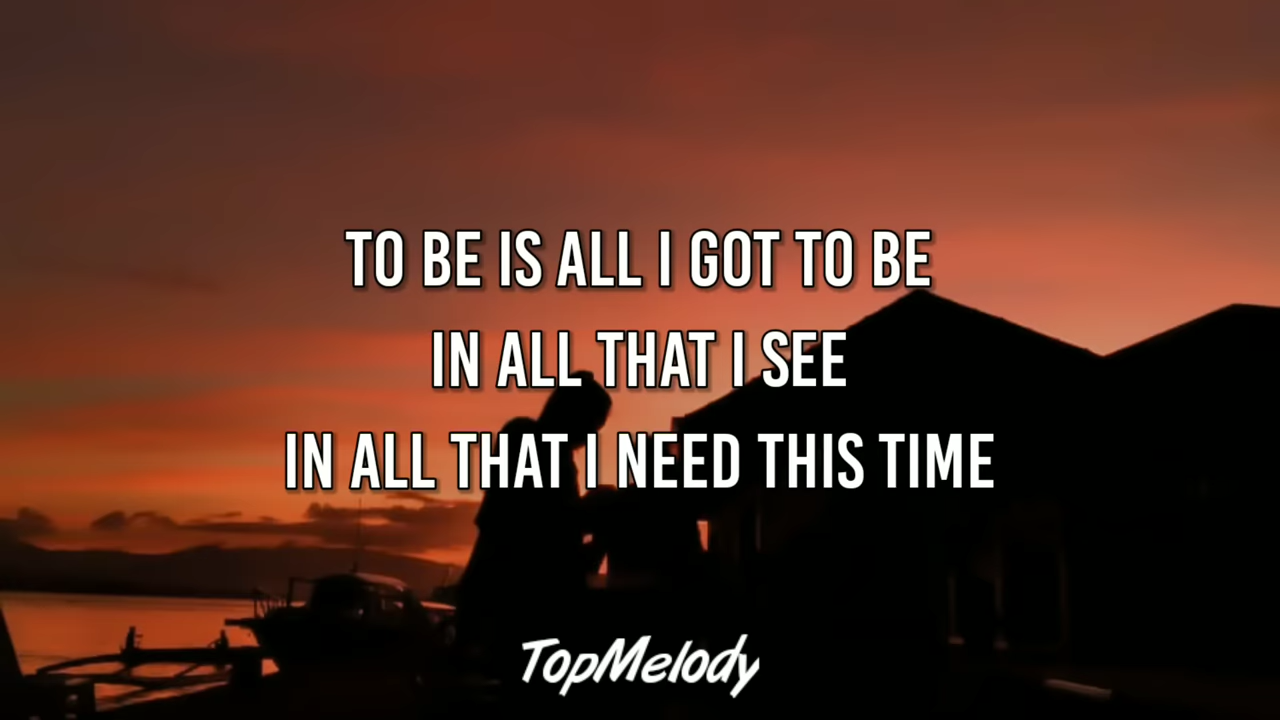 TO BE IS ALL I GOT TO BE
IN ALL THAT I SEE
IN ALL THAT I NEED THIS TIME
TopMelody